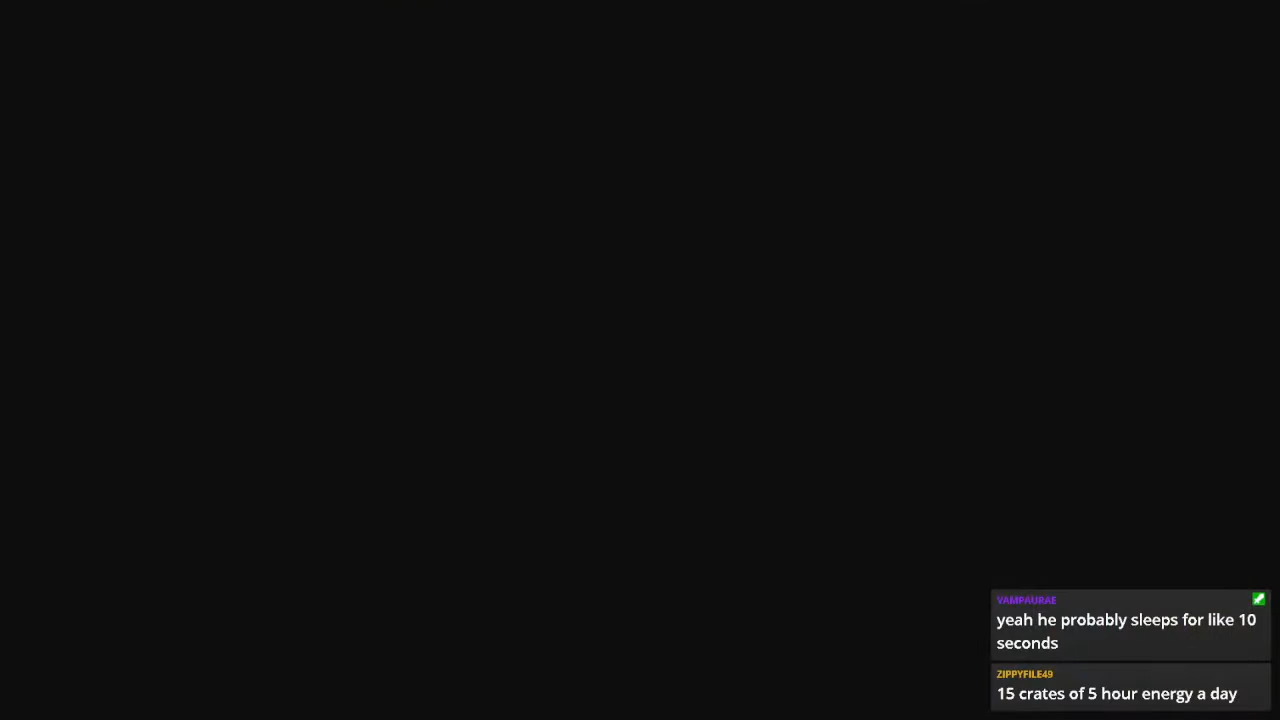 VAMPAURAE
yeah he probably sleeps for like 10
seconds
ZIPPYFILE49
15 crates of 5 hour energy a day